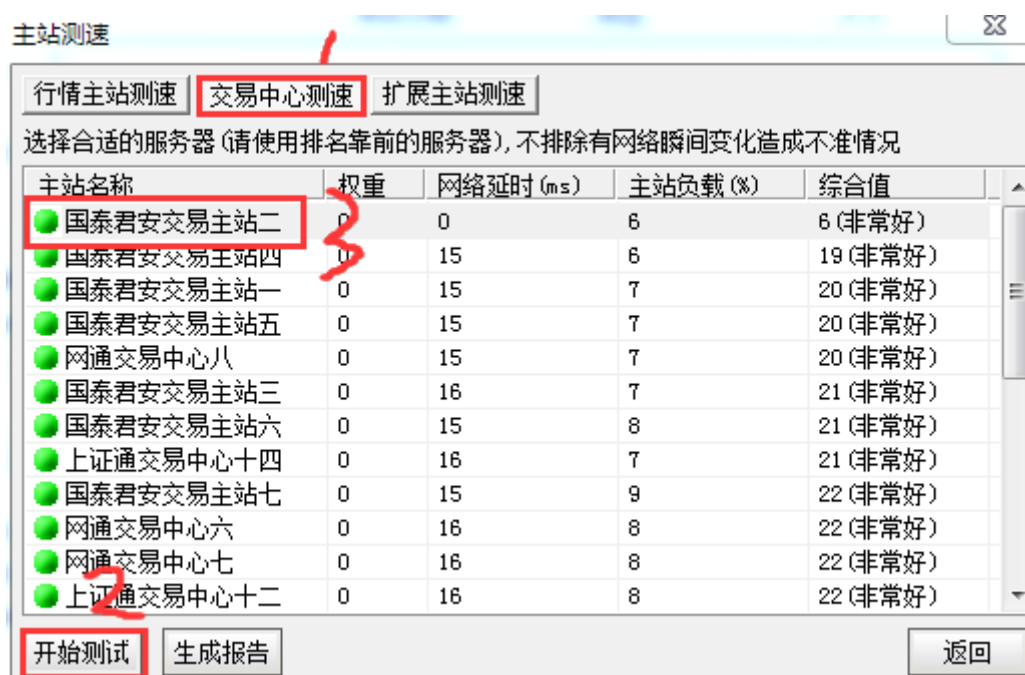 主站测速
1
行情主站测速 交易中心测速 扩展主站测速
选择合适的服务器(请使用排名靠前的服务器),不排除有网络瞬间变化造成不准情况
主站名称 权重 网络延时(ms) 主站负载(%) 综合值
国泰君安交易主站二 0 0 6 6(非常好)
3
国泰君安交易主站四 0 15 6 19(非常好)
国泰君安交易主站一 0 15 7 20(非常好)
国泰君安交易主站五 0 15 7 20(非常好)
网通交易中心八 0 15 7 20(非常好)
国泰君安交易主站三 0 16 7 21(非常好)
国泰君安交易主站六 0 15 8 21(非常好)
上证通交易中心十四 0 16 7 21(非常好)
国泰君安交易主站七 0 15 9 22(非常好)
网通交易中心六 0 16 8 22(非常好)
网通交易中心七 0 16 8 22(非常好)
上证通交易中心十二 0 16 8 22(非常好)
2
开始测试 生成报告 返回